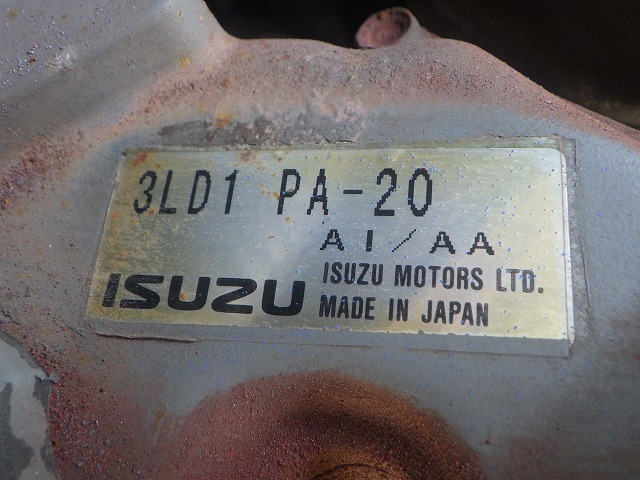 3LD1 PA-20
AI/AA
ISUZU
ISUZU MOTORS LTD.
MADE IN JAPAN